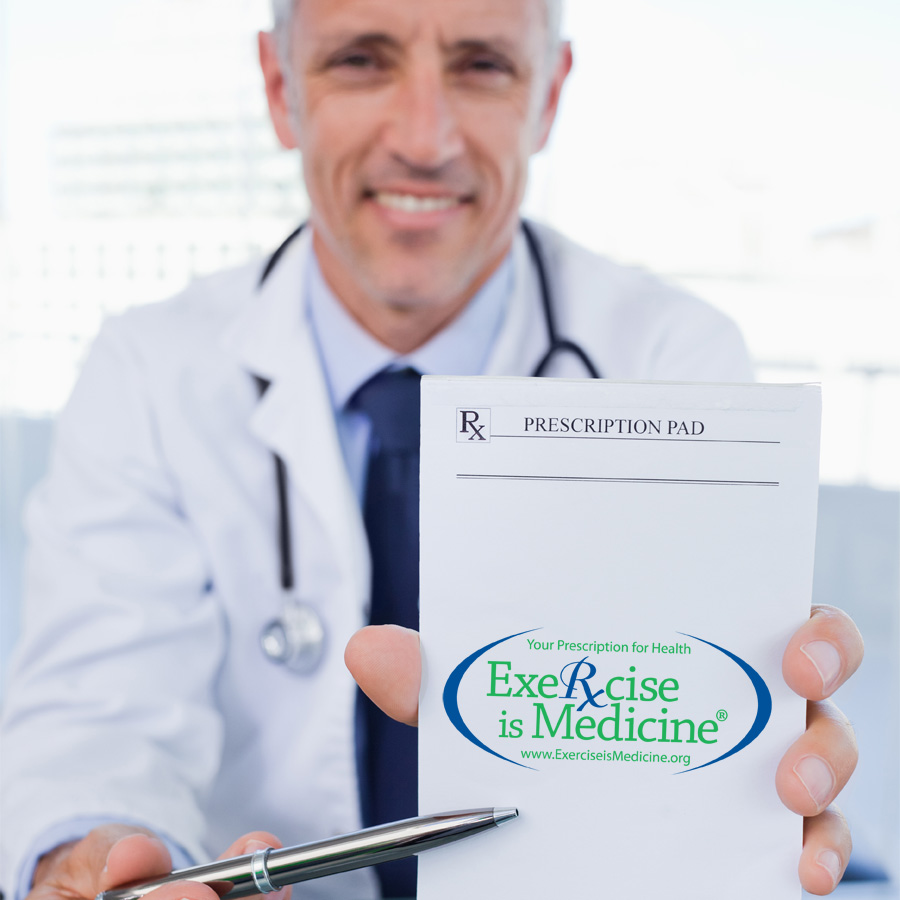 Rx PRESCRIPTION PAD
Your Prescription for Health
ExeRxcise
is Medicine®
www.ExerciseisMedicine.org